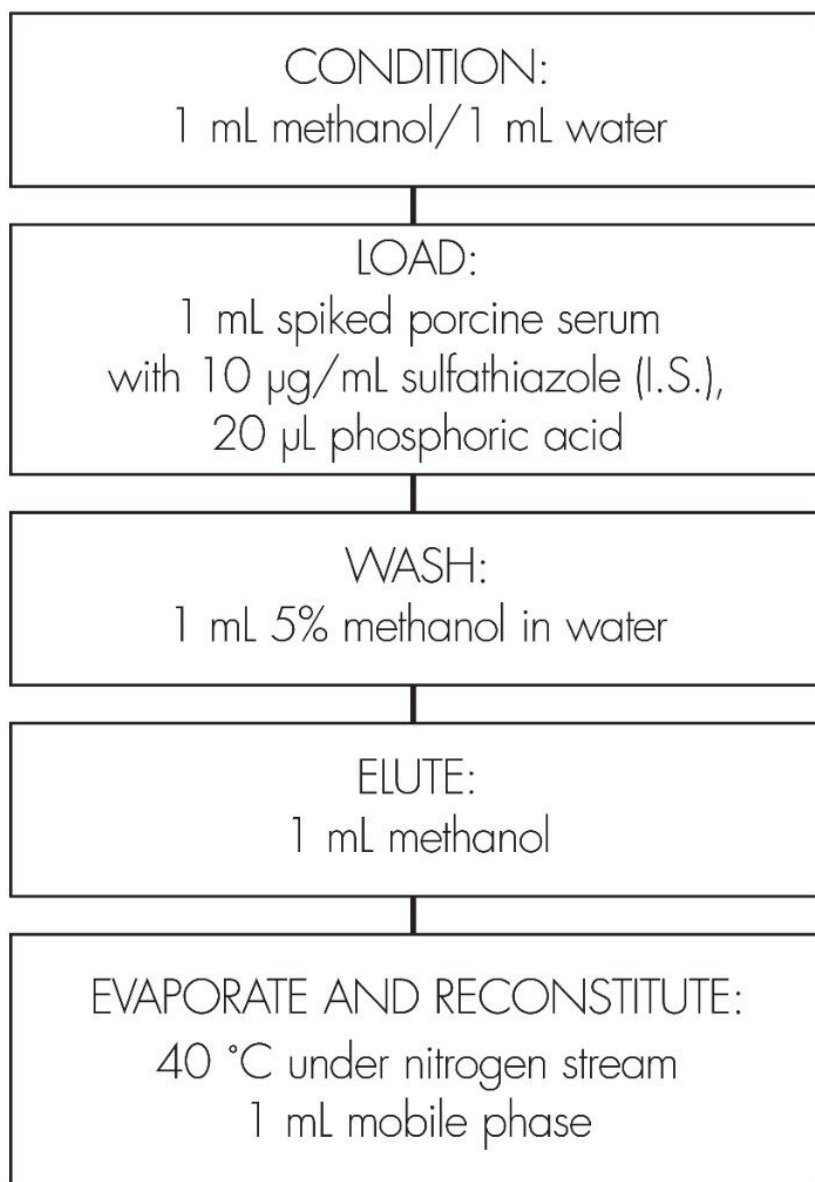 CONDITION:
1 mL methanol/1 mL water
LOAD:
1 mL spiked porcine serum
with 10 µg/mL sulfathiazole (I.S.),
20 µL phosphoric acid
WASH:
1 mL 5% methanol in water
ELUTE:
1 mL methanol
EVAPORATE AND RECONSTITUTE:
40 °C under nitrogen stream
1 mL mobile phase